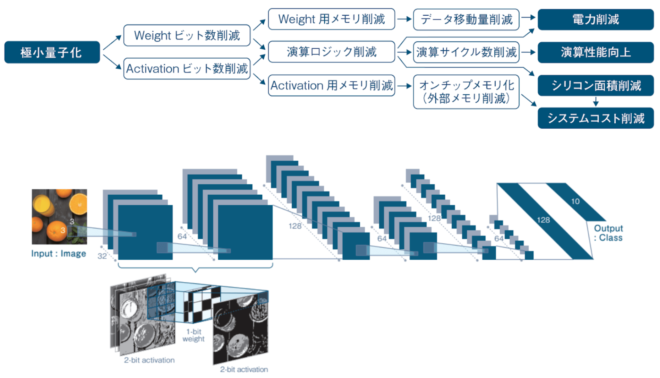 Weight ビット数削減
Activation ビット数削減
極小量子化
Weight 用メモリ削減
データ移動量削減
電力削減
演算ロジック削減
演算サイクル数削減
演算性能向上
Activation 用メモリ削減
オンチップメモリ化
(外部メモリ削減)
シリコン面積削減
システムコスト削減
3
3
Input : Image
32
64
128
64
128
64
128
10
Output
: Class
2-bit activation
1-bit
weight
2-bit activation